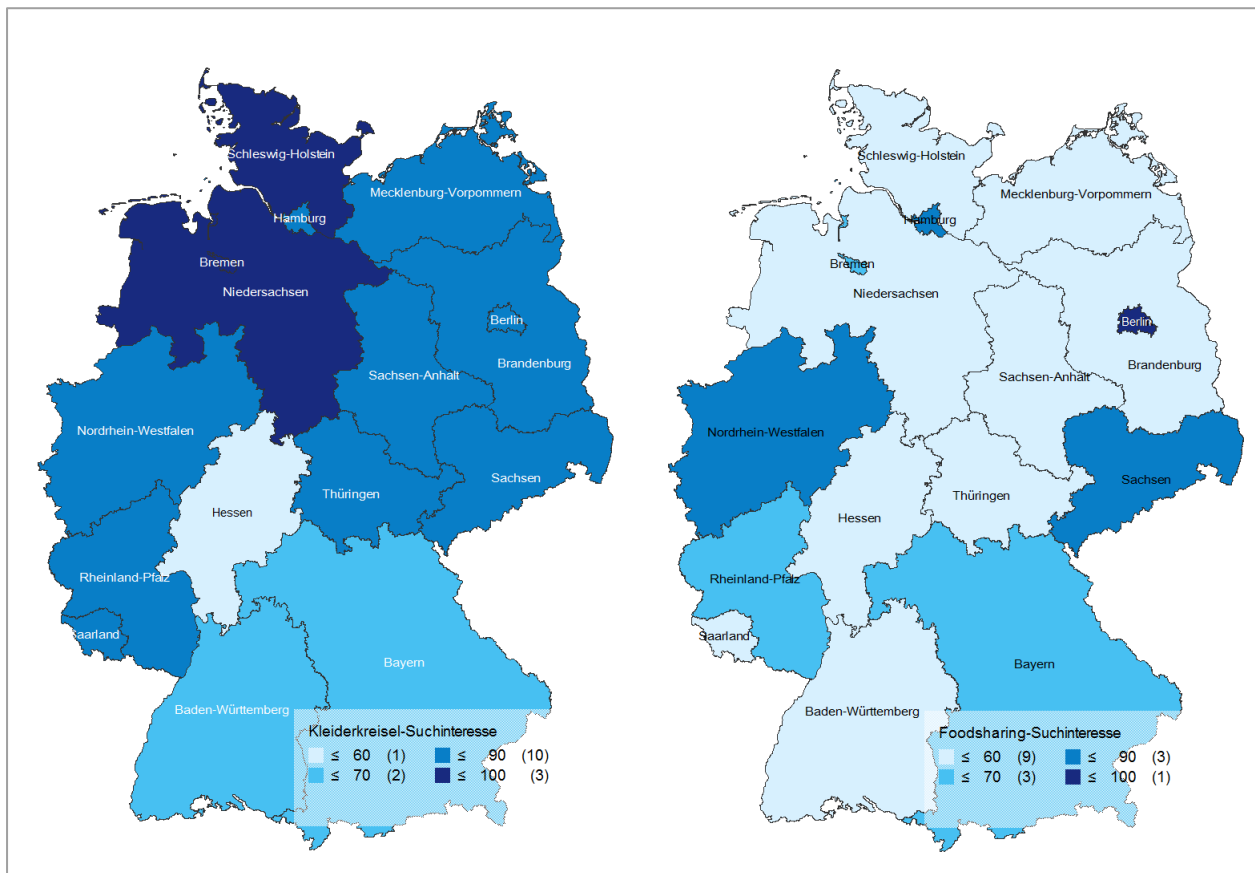 Schleswig-Holstein
Mecklenburg-Vorpommern
Hamburg
Bremen
Niedersachsen
Berlin
Brandenburg
Sachsen-Anhalt
Nordrhein-Westfalen
Sachsen
Thüringen
Hessen
Rheinland-Pfalz
Saarland
Bayern
Baden-Württemberg
Kleiderkreisel-Suchinteresse
≤ 60 (1) ≤ 90 (10)
≤ 70 (2) ≤ 100 (3)
Schleswig-Holstein
Mecklenburg-Vorpommern
Hamburg
Bremen
Niedersachsen
Berlin
Brandenburg
Sachsen-Anhalt
Nordrhein-Westfalen
Sachsen
Thüringen
Hessen
Rheinland-Pfalz
Saarland
Bayern
Baden-Württemberg
Foodsharing-Suchinteresse
≤ 60 (9) ≤ 90 (3)
≤ 70 (3) ≤ 100 (1)